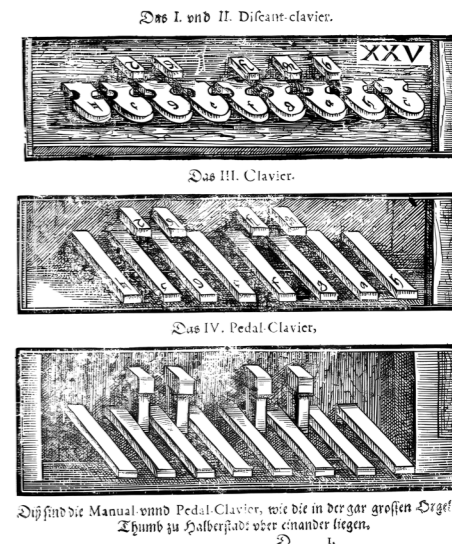 Das I. vnd II. Discant-clavier.
XXV
H c d e f g a h c
Das III. Clavier.
H c d e f g a h
Das IV. Pedal-Clavier,
Diß sind die Manual-vnnd Pedal-Clavier, wie die in der gar grossen Orgel
Thumb zu Halberstadt vber einander liegen,